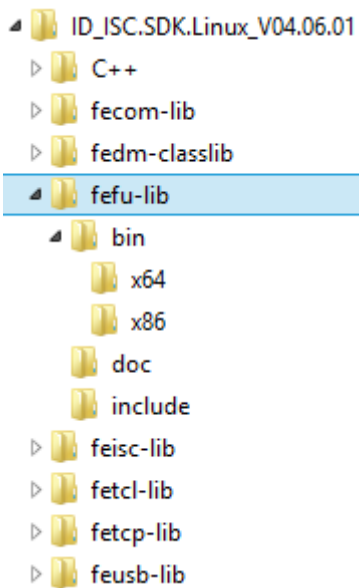 ID_ISC.SDK.Linux_V04.06.01
C++
fecom-lib
fedm-classlib
fefu-lib
bin
x64
x86
doc
include
feisc-lib
fetcl-lib
fetcp-lib
feusb-lib